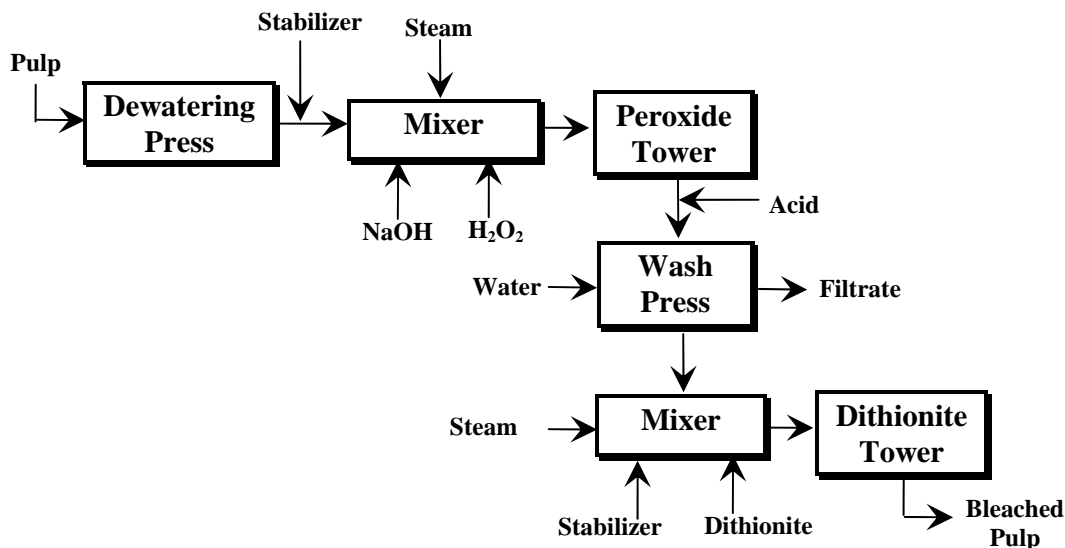 Stabilizer
Steam
Pulp
Dewatering
Press
Mixer
Peroxide
Tower
NaOH
H₂O₂
Acid
Water
Wash
Press
Filtrate
Steam
Mixer
Dithionite
Tower
Stabilizer
Dithionite
Bleached
Pulp